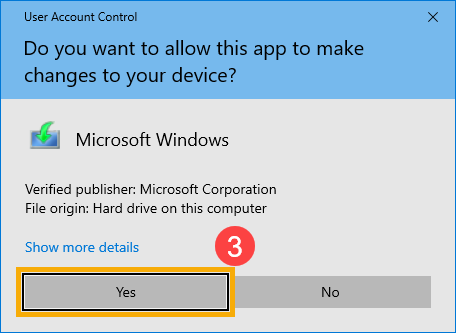 User Account Control
Do you want to allow this app to make
changes to your device?
Microsoft Windows
Verified publisher: Microsoft Corporation
File origin: Hard drive on this computer
Show more details
3
Yes
No